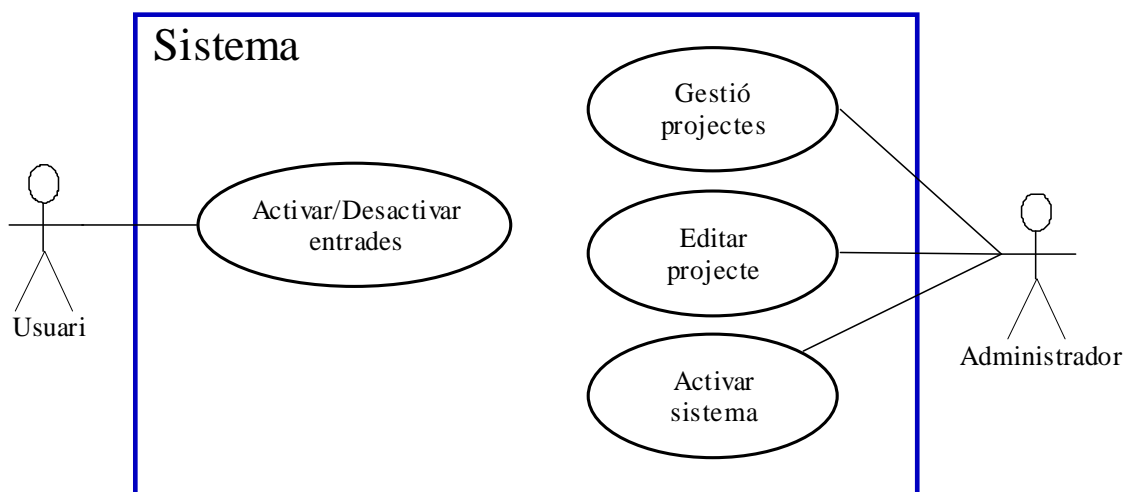 Sistema
Gestió
projectes
Activar/Desactivar
entrades
Editar
projecte
Usuari
Administrador
Activar
sistema